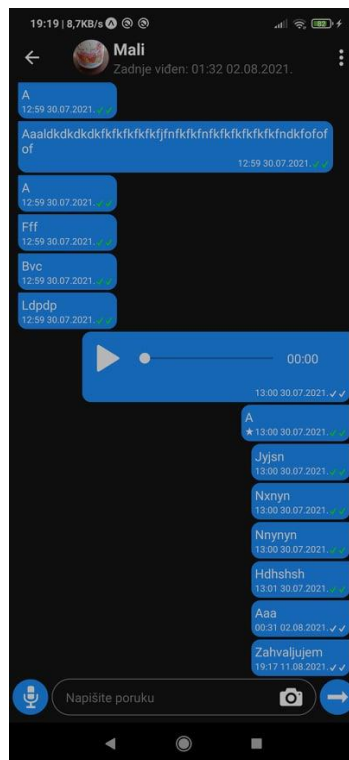 19:19 | 8,7KB/s
82
Mali
Zadnje viđen: 01:32 02.08.2021.
A
12:59 30.07.2021.
Aaaldkdkdkdkfkfkfkfkfkfjfnfkfkfnfkfkfkfkfkfkfndkfofof
of
12:59 30.07.2021.
A
12:59 30.07.2021.
Fff
12:59 30.07.2021.
Bvc
12:59 30.07.2021.
Ldpdp
12:59 30.07.2021.
00:00
13:00 30.07.2021.
A
★ 13:00 30.07.2021.
Jyjsn
13:00 30.07.2021.
Nxnyn
13:00 30.07.2021.
Nnynyn
13:00 30.07.2021.
Hdhshsh
13:01 30.07.2021.
Aaa
00:31 02.08.2021.
Zahvaljujem
19:17 11.08.2021.
Napišite poruku